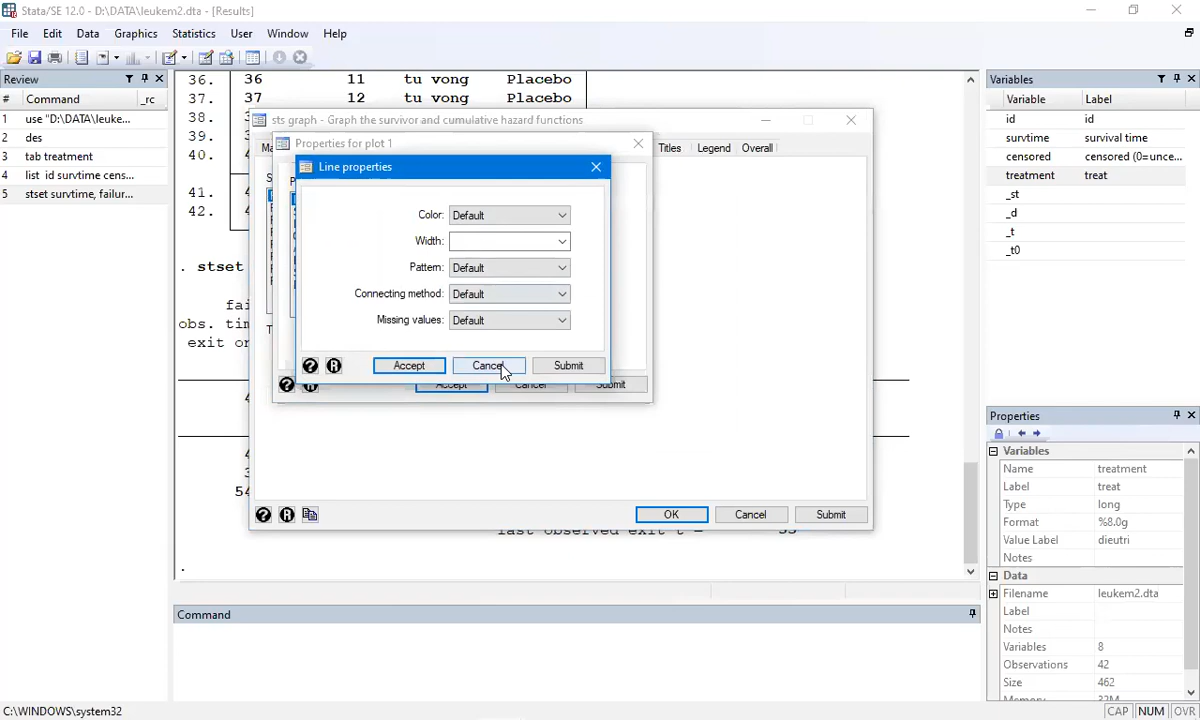 Stata/SE 12.0 - D:\DATA\leukem2.dta - [Results]
File Edit Data Graphics Statistics User Window Help
Review
# Command _rc
1 use "D:\DATA\leuke...
2 des
3 tab treatment
4 list id survtime cens...
5 stset survtime, failur...
36. 36 11 tu vong Placebo
37. 37 12 tu vong Placebo
38.
39.
40.
41.
42.
. stset
fai
obs. tim
exit on
last observed exit t = 35
.
sts graph - Graph the survivor and cumulative hazard functions
Titles Legend Overall
Properties for plot 1
Line properties
Color: Default
Width:
Pattern: Default
Connecting method: Default
Missing values: Default
Accept Cancel Submit
Accept Cancel Submit
OK Cancel Submit
Command
Variables
Variable Label
id id
survtime survival time
censored censored (0=unce...
treatment treat
_st
_d
_t
_t0
Properties
Variables
Name treatment
Label treat
Type long
Format %8.0g
Value Label dieutri
Notes
Data
Filename leukem2.dta
Label
Notes
Variables 8
Observations 42
Size 462
Memory 32M
C:\WINDOWS\system32
CAP NUM OVR